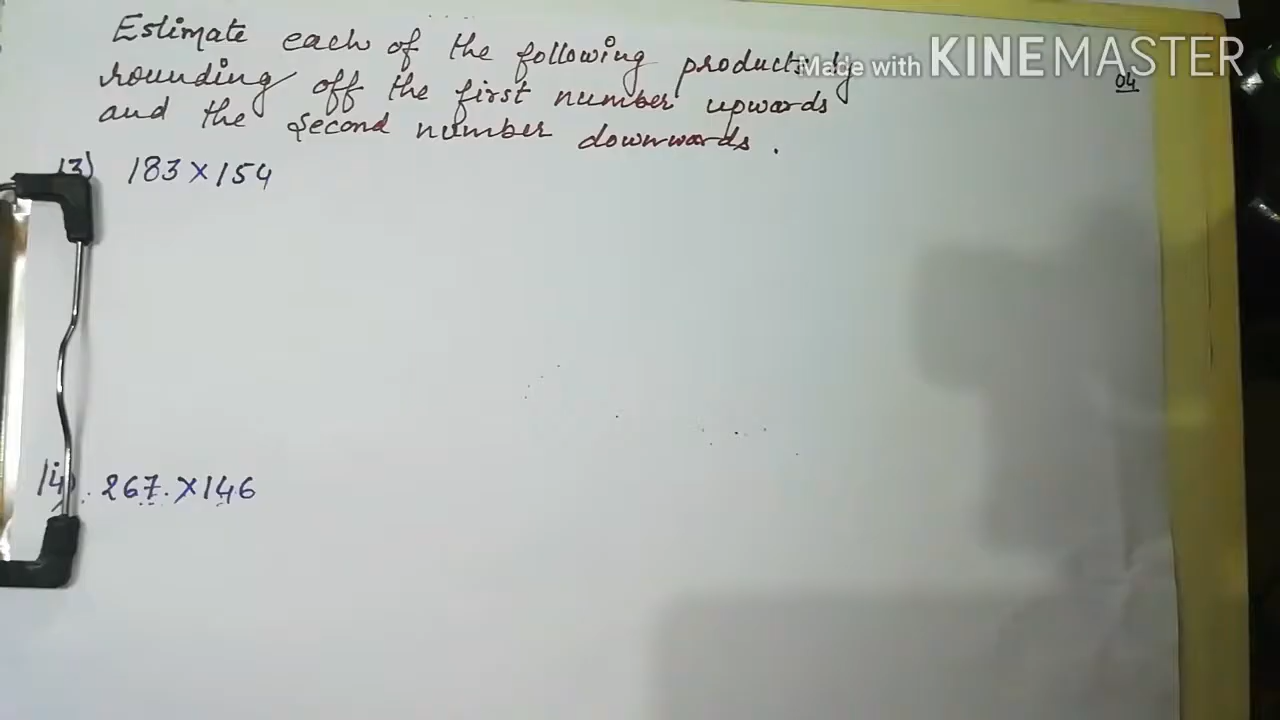 Estimate each of the following products by
rounding off the first number upwards
and the second number downwards.
Made with KINEMASTER
04
13) 183 × 154
14) 267 × 146